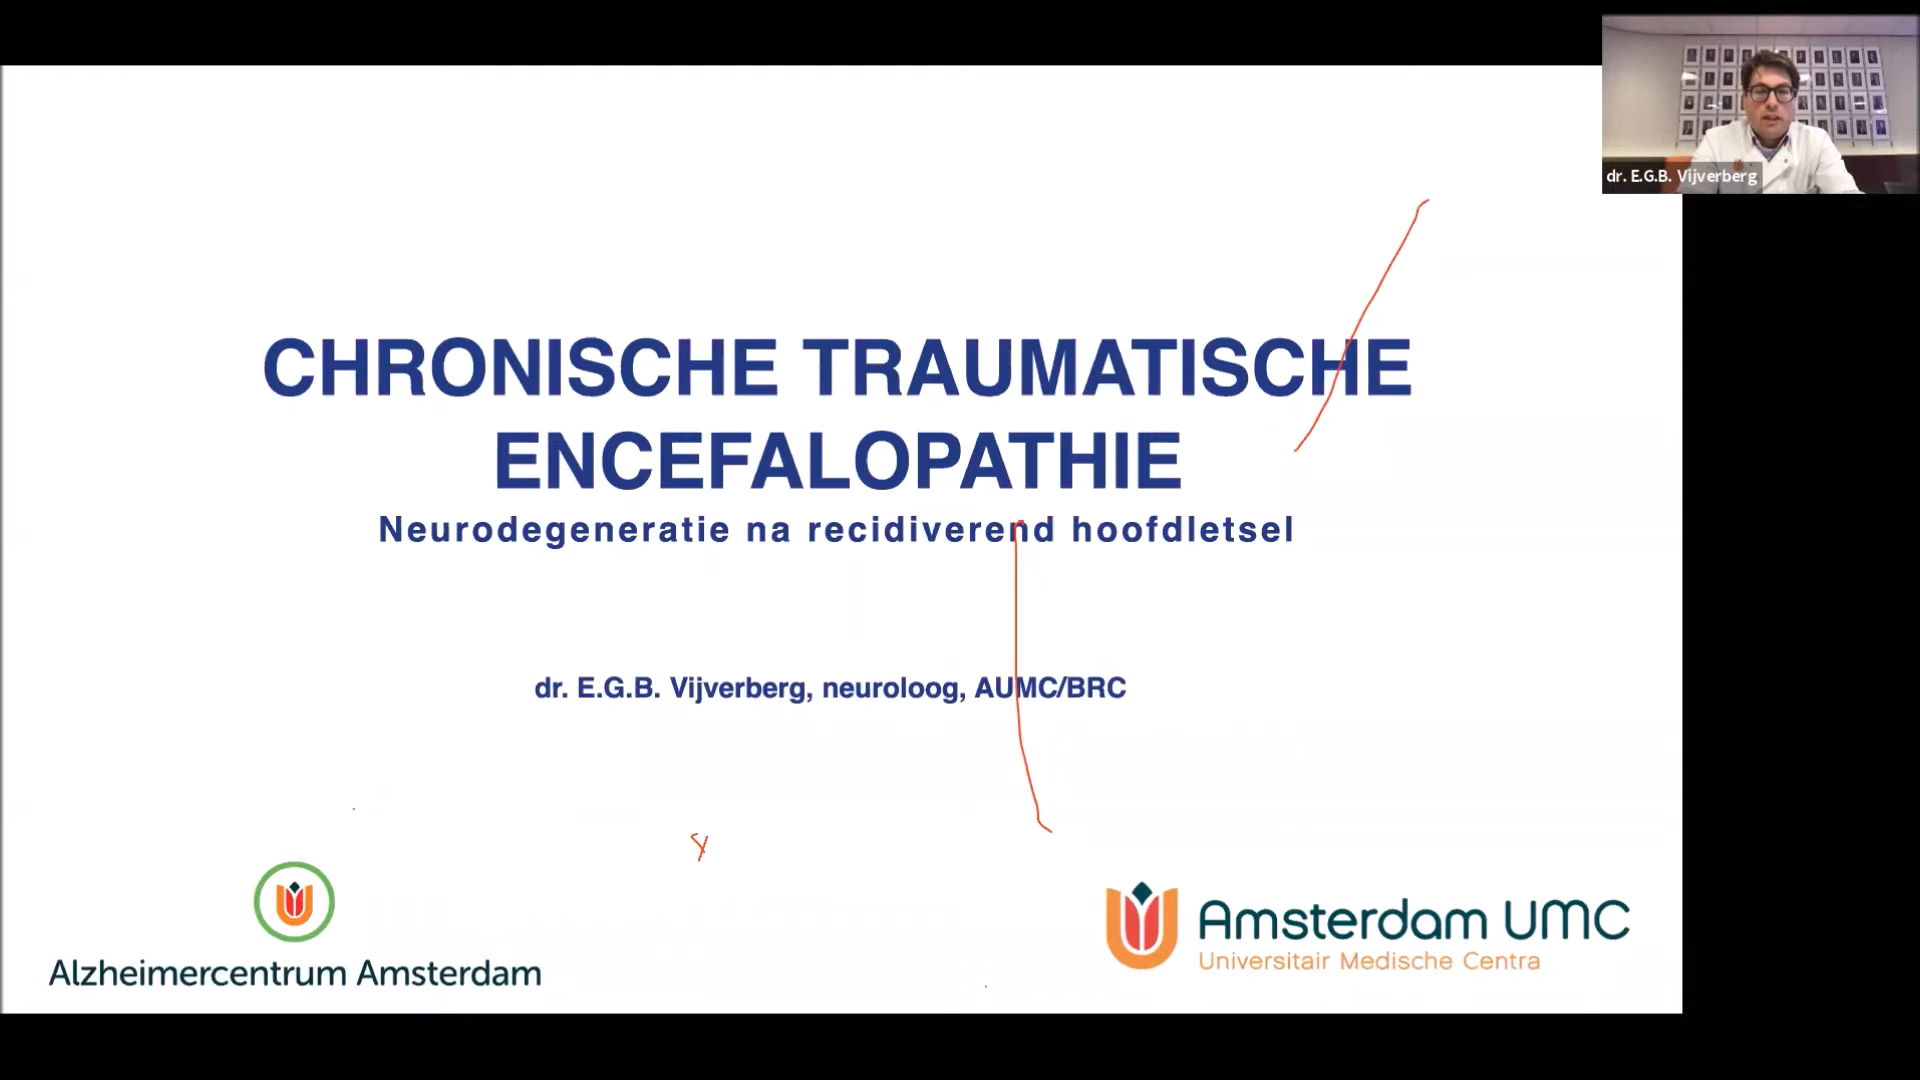 dr. E.G.B. Vijverberg
CHRONISCHE TRAUMATISCHE
ENCEFALOPATHIE
Neurodegeneratie na recidiverend hoofdletsel
dr. E.G.B. Vijverberg, neuroloog, AUMC/BRC
Alzheimercentrum Amsterdam
Amsterdam UMC
Universitair Medische Centra